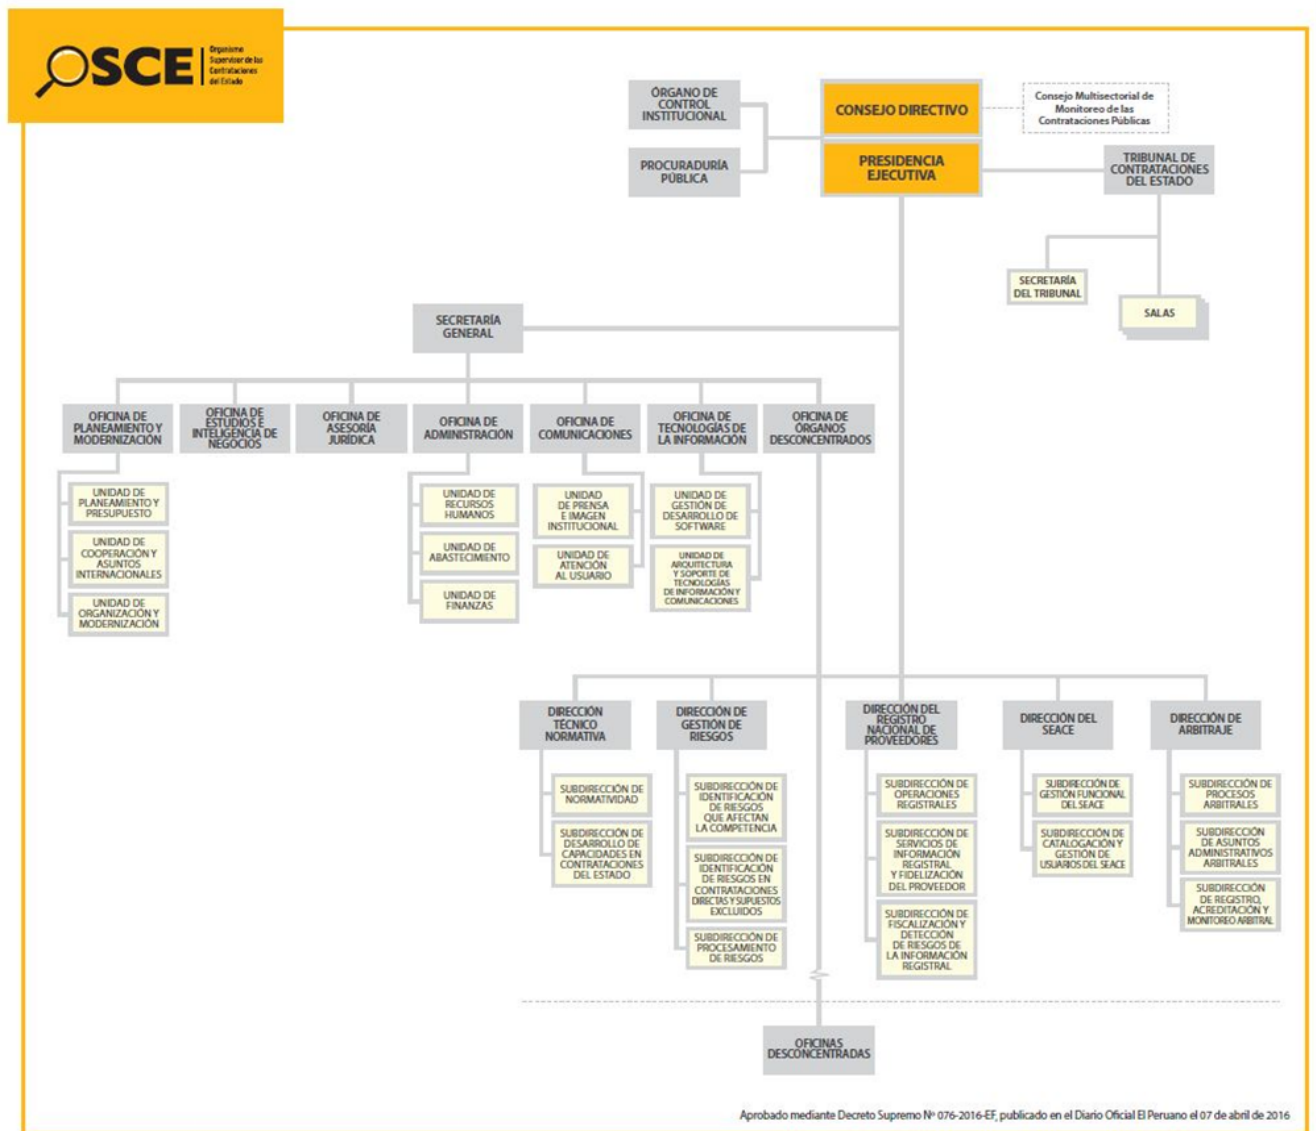 OSCE
Organismo
Supervisor de las
Contrataciones
del Estado
ÓRGANO DE
CONTROL
INSTITUCIONAL
CONSEJO DIRECTIVO
Consejo Multisectorial de
Monitoreo de las
Contrataciones Públicas
PROCURADURÍA
PÚBLICA
PRESIDENCIA
EJECUTIVA
TRIBUNAL DE
CONTRATACIONES
DEL ESTADO
SECRETARÍA
DEL TRIBUNAL
SALAS
SECRETARÍA
GENERAL
OFICINA DE
PLANEAMIENTO Y
MODERNIZACIÓN
OFICINA DE
ESTUDIOS E
INTELIGENCIA DE
NEGOCIOS
OFICINA DE
ASESORÍA
JURÍDICA
OFICINA DE
ADMINISTRACIÓN
OFICINA DE
COMUNICACIONES
OFICINA DE
TECNOLOGÍAS DE
LA INFORMACIÓN
OFICINA DE
ÓRGANOS
DESCONCENTRADOS
UNIDAD DE
PLANEAMIENTO Y
PRESUPUESTO
UNIDAD DE
COOPERACIÓN Y
ASUNTOS
INTERNACIONALES
UNIDAD DE
ORGANIZACIÓN Y
MODERNIZACIÓN
UNIDAD DE
RECURSOS
HUMANOS
UNIDAD DE
ABASTECIMIENTO
UNIDAD DE
FINANZAS
UNIDAD
DE PRENSA
E IMAGEN
INSTITUCIONAL
UNIDAD DE
ATENCIÓN
AL USUARIO
UNIDAD DE
GESTIÓN DE
DESARROLLO DE
SOFTWARE
UNIDAD DE
ARQUITECTURA
Y SOPORTE DE
TECNOLOGÍAS
DE INFORMACIÓN Y
COMUNICACIONES
DIRECCIÓN
TÉCNICO
NORMATIVA
DIRECCIÓN DE
GESTIÓN DE
RIESGOS
DIRECCIÓN DEL
REGISTRO
NACIONAL DE
PROVEEDORES
DIRECCIÓN DEL
SEACE
DIRECCIÓN DE
ARBITRAJE
SUBDIRECCIÓN DE
NORMATIVIDAD
SUBDIRECCIÓN DE
DESARROLLO DE
CAPACIDADES EN
CONTRATACIONES
DEL ESTADO
SUBDIRECCIÓN DE
IDENTIFICACIÓN
DE RIESGOS
QUE AFECTAN
LA COMPETENCIA
SUBDIRECCIÓN DE
IDENTIFICACIÓN
DE RIESGOS EN
CONTRATACIONES
DIRECTAS Y SUPUESTOS
EXCLUIDOS
SUBDIRECCIÓN DE
PROCESAMIENTO
DE RIESGOS
SUBDIRECCIÓN DE
OPERACIONES
REGISTRALES
SUBDIRECCIÓN DE
SERVICIOS DE
INFORMACIÓN
REGISTRAL
Y FIDELIZACIÓN
DEL PROVEEDOR
SUBDIRECCIÓN DE
FISCALIZACIÓN Y
DETECCIÓN
DE RIESGOS DE
LA INFORMACIÓN
REGISTRAL
SUBDIRECCIÓN DE
GESTIÓN FUNCIONAL
DEL SEACE
SUBDIRECCIÓN DE
CATALOGACIÓN Y
GESTIÓN DE
USUARIOS DEL SEACE
SUBDIRECCIÓN DE
PROCESOS
ARBITRALES
SUBDIRECCIÓN
DE ASUNTOS
ADMINISTRATIVOS
ARBITRALES
SUBDIRECCIÓN
DE REGISTRO,
ACREDITACIÓN Y
MONITOREO ARBITRAL
OFICINAS
DESCONCENTRADAS
Aprobado mediante Decreto Supremo Nº 076-2016-EF, publicado en el Diario Oficial El Peruano el 07 de abril de 2016